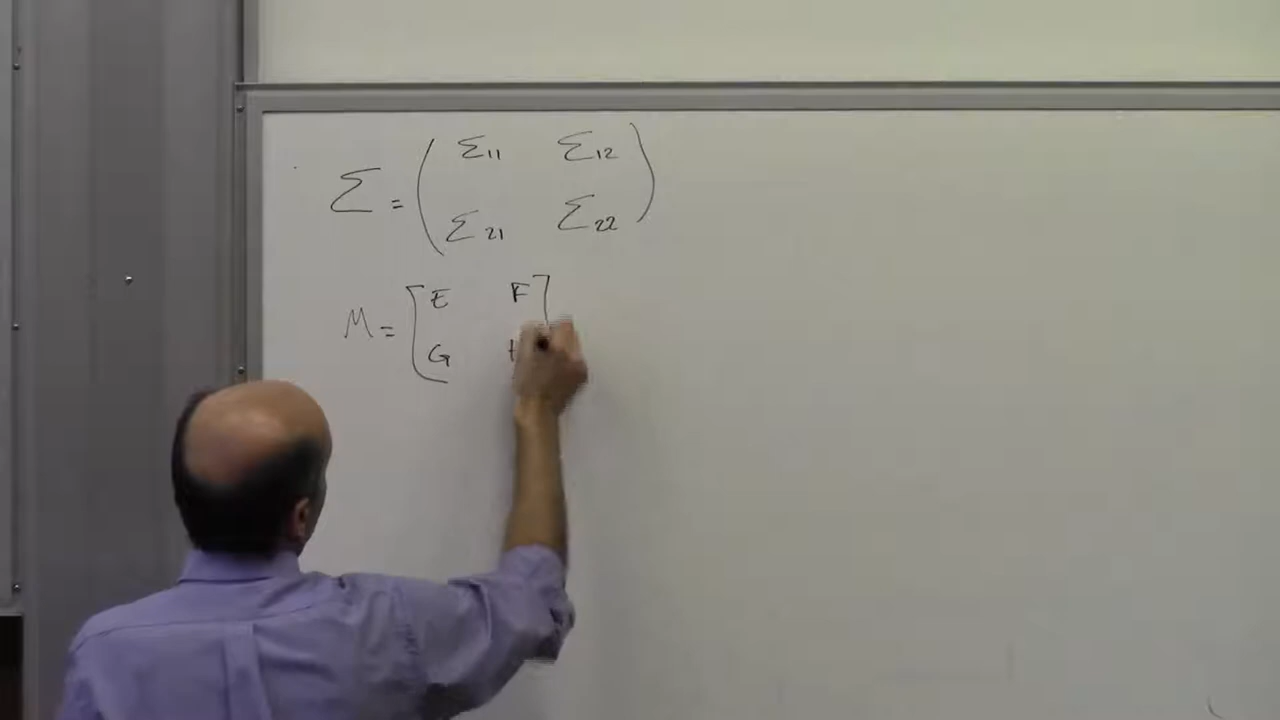 Σ = ( Σ11 Σ12
Σ21 Σ22 )
M = [ E F
G ]